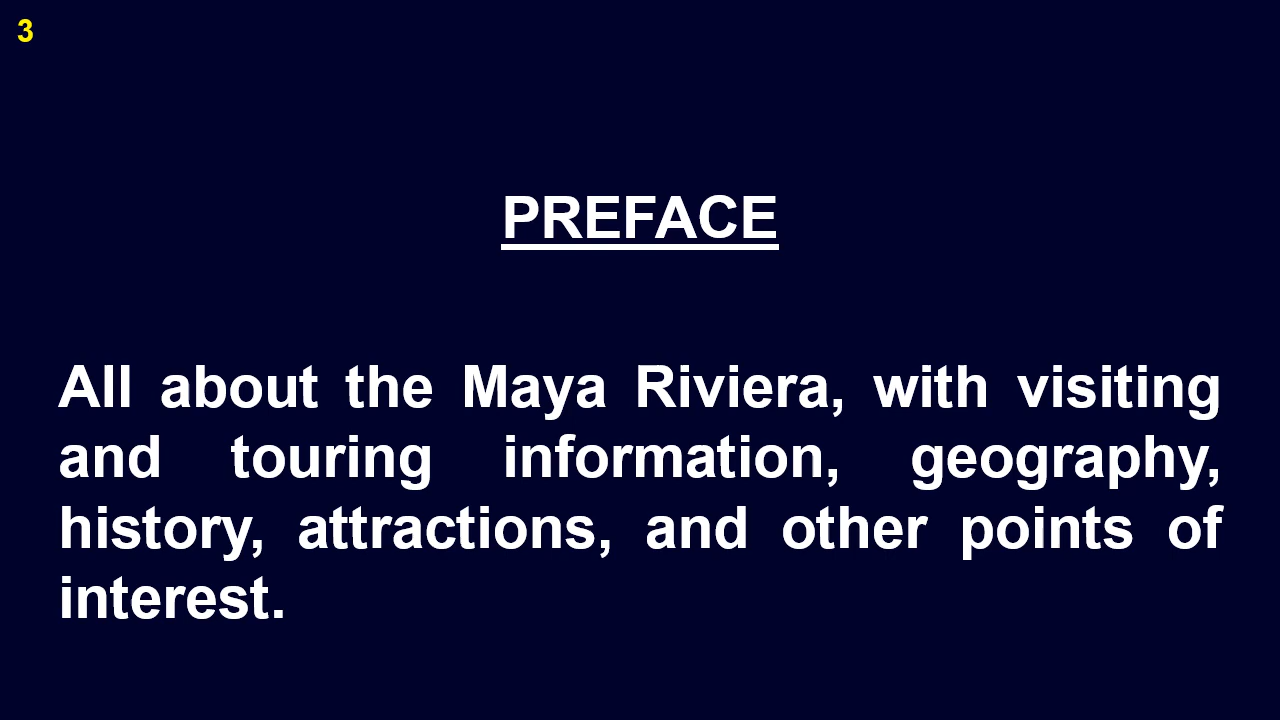 3
PREFACE
All about the Maya Riviera, with visiting
and touring information, geography,
history, attractions, and other points of
interest.